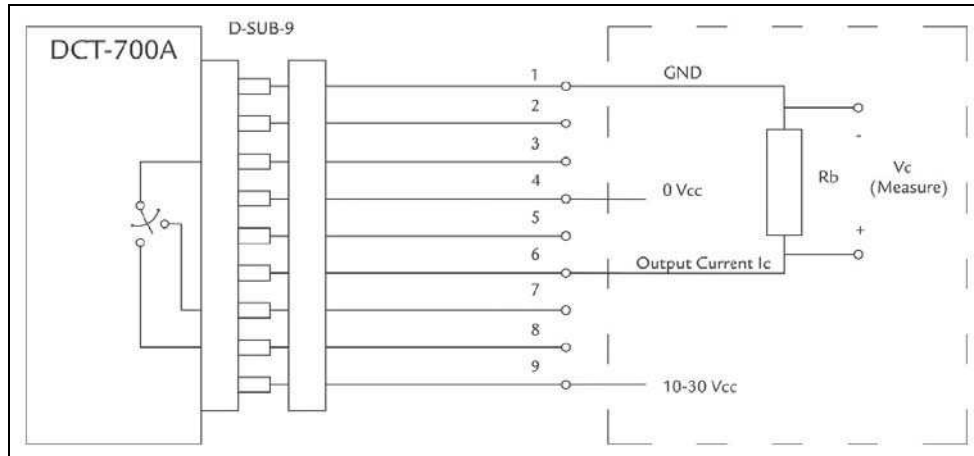 DCT-700A
D-SUB-9
1
GND
2
-
3
Rb
Vc
(Measure)
4
0 Vcc
5
+
6
Output Current Ic
7
8
9
10-30 Vcc